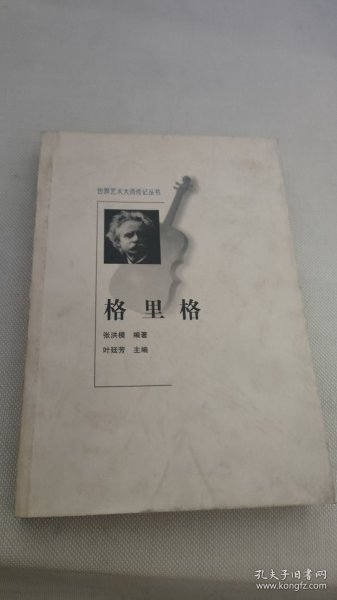 世界艺术大师传记丛书
格里格
张洪模 编著
叶廷芳 主编
孔夫子旧书网
www.kongfz.com